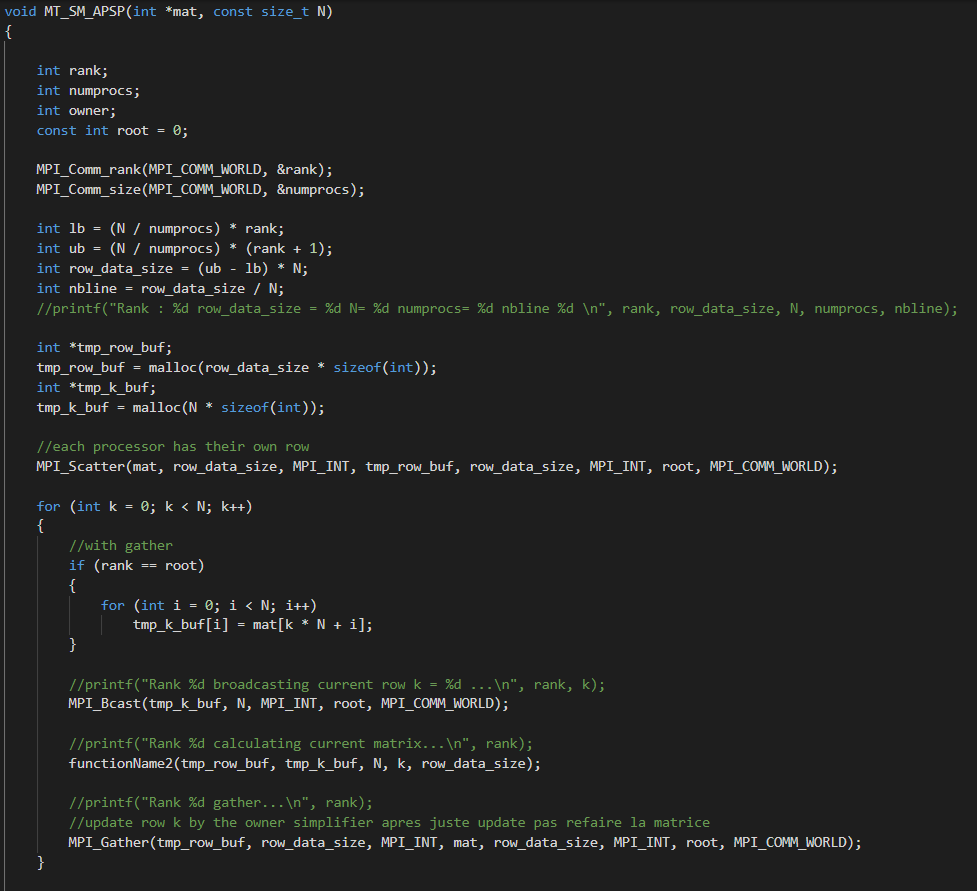 void MT_SM_APSP(int *mat, const size_t N)
{
int rank;
int numprocs;
int owner;
const int root = 0;
MPI_Comm_rank(MPI_COMM_WORLD, &rank);
MPI_Comm_size(MPI_COMM_WORLD, &numprocs);
int lb = (N / numprocs) * rank;
int ub = (N / numprocs) * (rank + 1);
int row_data_size = (ub - lb) * N;
int nbline = row_data_size / N;
//printf("Rank : %d row_data_size = %d N= %d numprocs= %d nbline %d \n", rank, row_data_size, N, numprocs, nbline);
int *tmp_row_buf;
tmp_row_buf = malloc(row_data_size * sizeof(int));
int *tmp_k_buf;
tmp_k_buf = malloc(N * sizeof(int));
//each processor has their own row
MPI_Scatter(mat, row_data_size, MPI_INT, tmp_row_buf, row_data_size, MPI_INT, root, MPI_COMM_WORLD);
for (int k = 0; k < N; k++)
{
//with gather
if (rank == root)
{
for (int i = 0; i < N; i++)
tmp_k_buf[i] = mat[k * N + i];
}
//printf("Rank %d broadcasting current row k = %d ...\n", rank, k);
MPI_Bcast(tmp_k_buf, N, MPI_INT, root, MPI_COMM_WORLD);
//printf("Rank %d calculating current matrix...\n", rank);
functionName2(tmp_row_buf, tmp_k_buf, N, k, row_data_size);
//printf("Rank %d gather...\n", rank);
//update row k by the owner simplifier apres juste update pas refaire la matrice
MPI_Gather(tmp_row_buf, row_data_size, MPI_INT, mat, row_data_size, MPI_INT, root, MPI_COMM_WORLD);
}